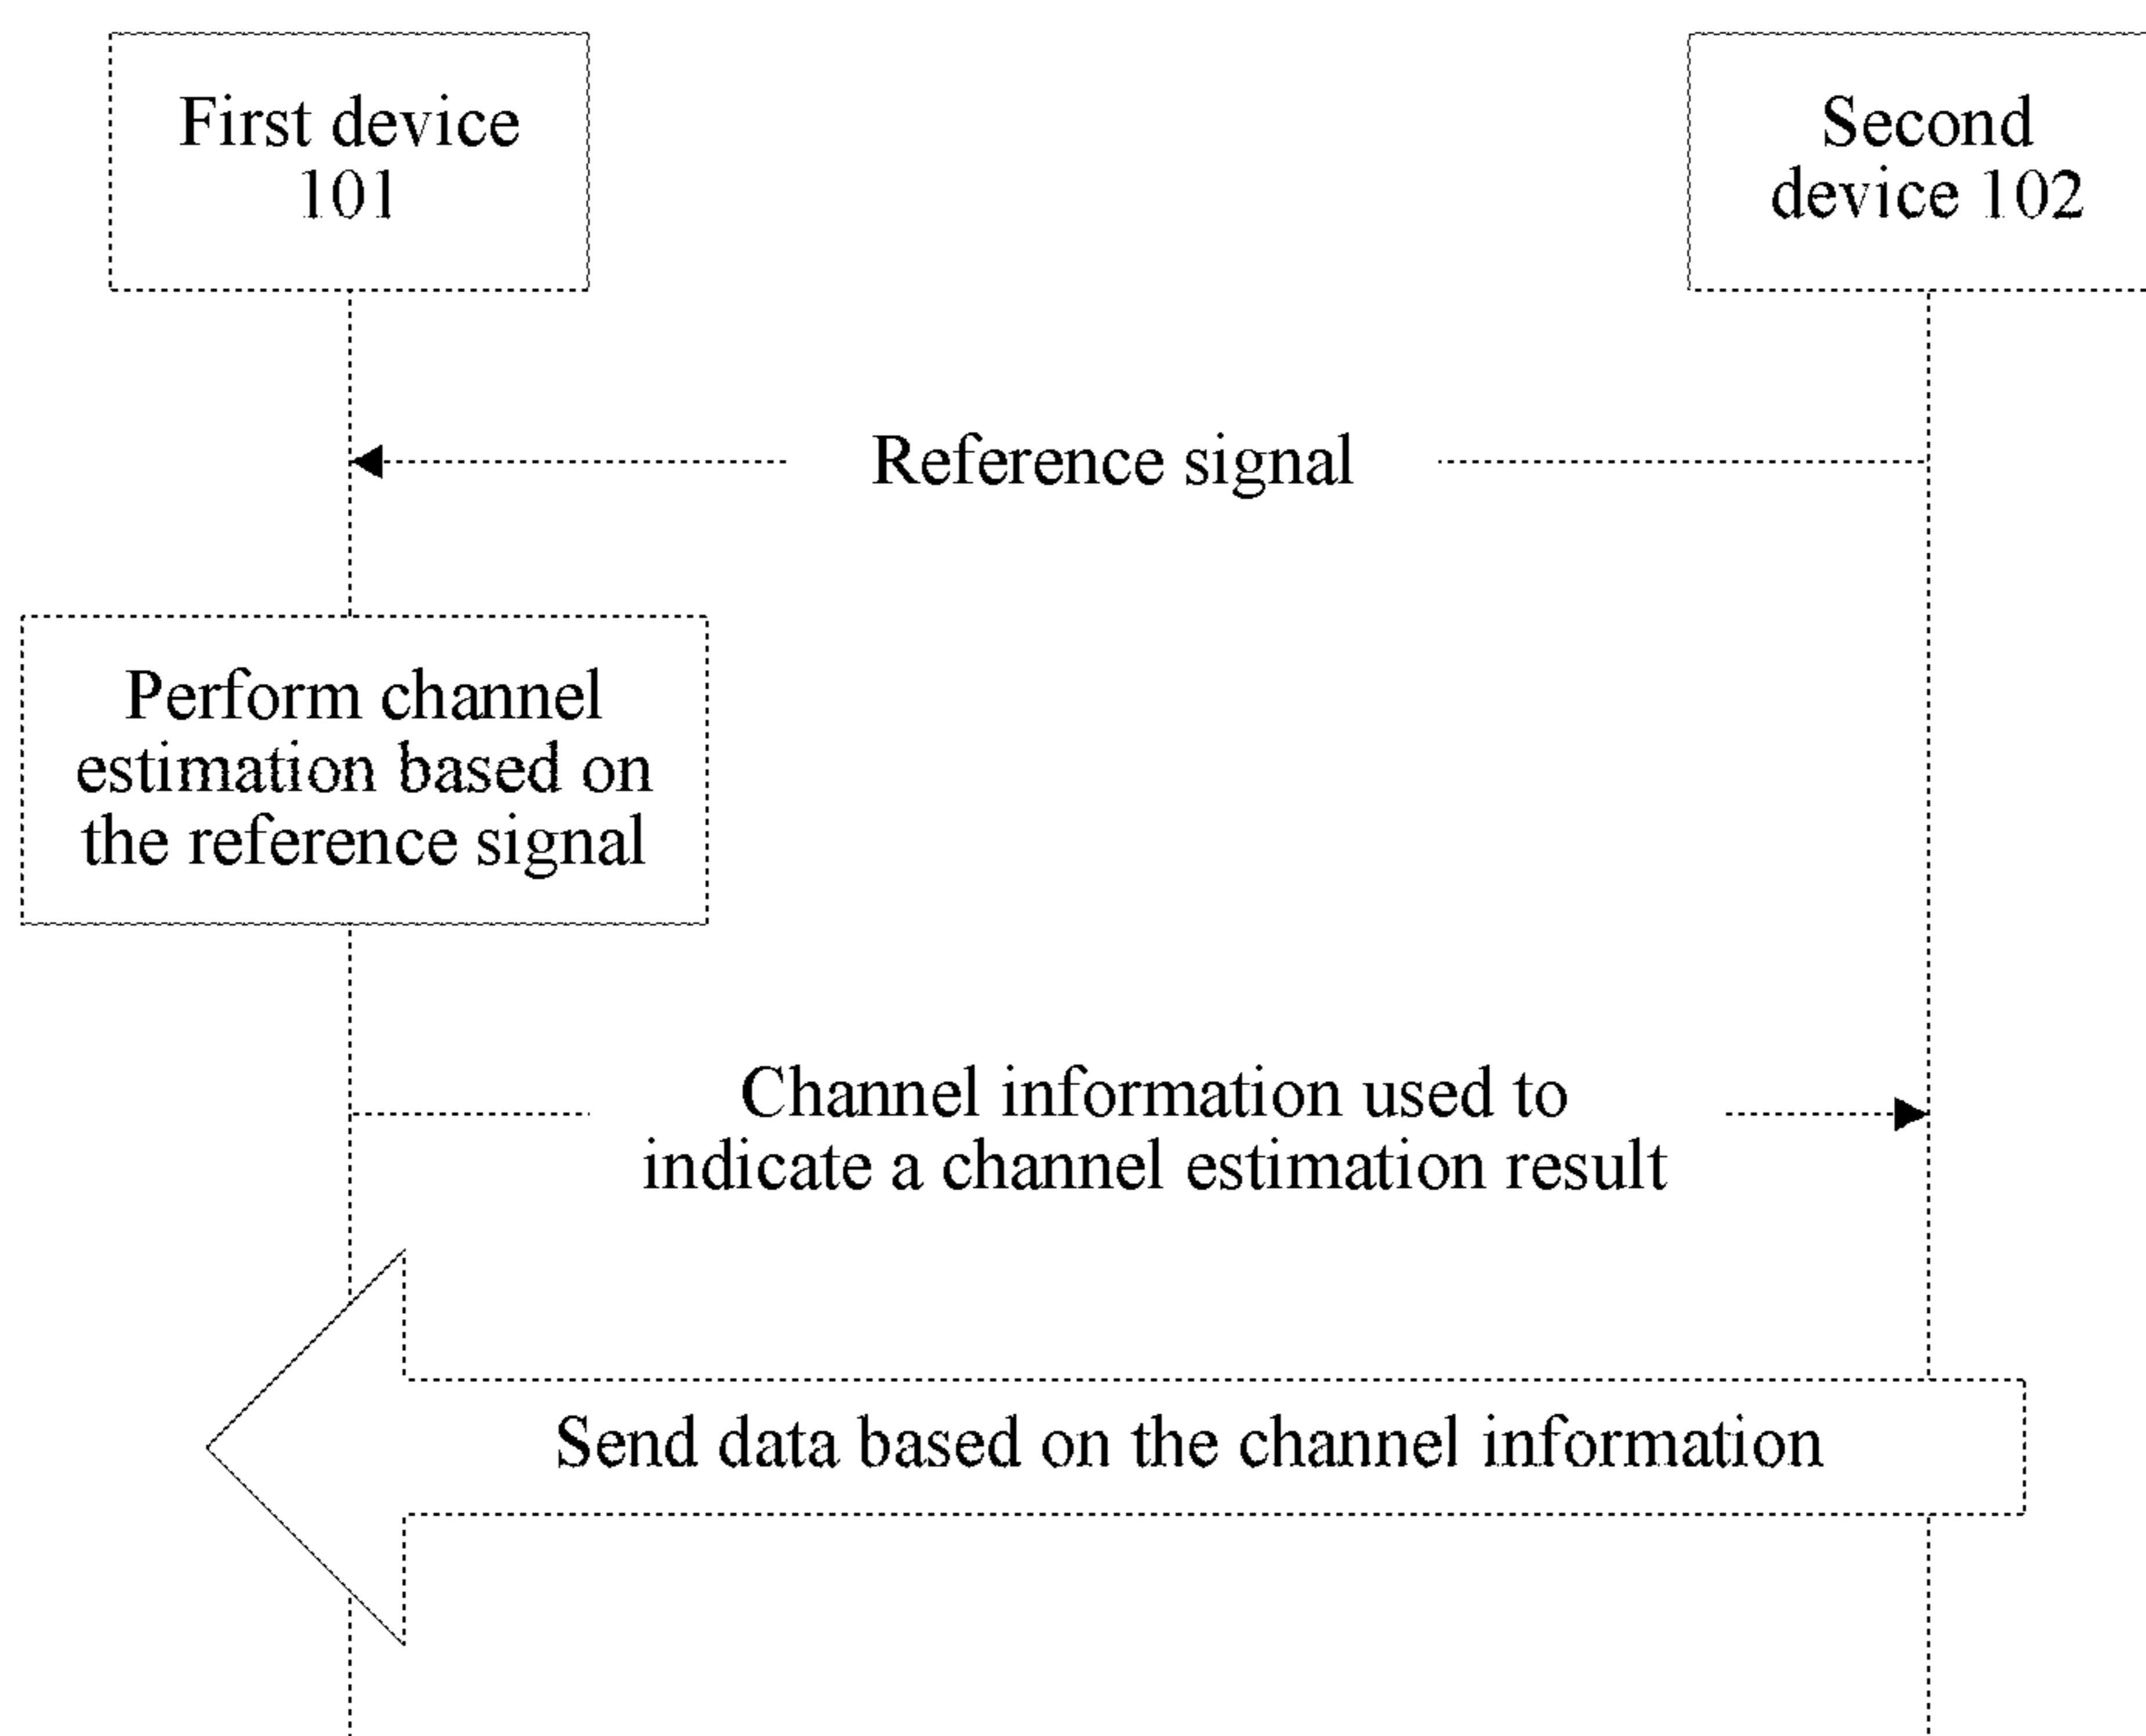 First device
101
Second
device 102
Reference signal
Perform channel
estimation based on
the reference signal
Channel information used to
indicate a channel estimation result
Send data based on the channel information